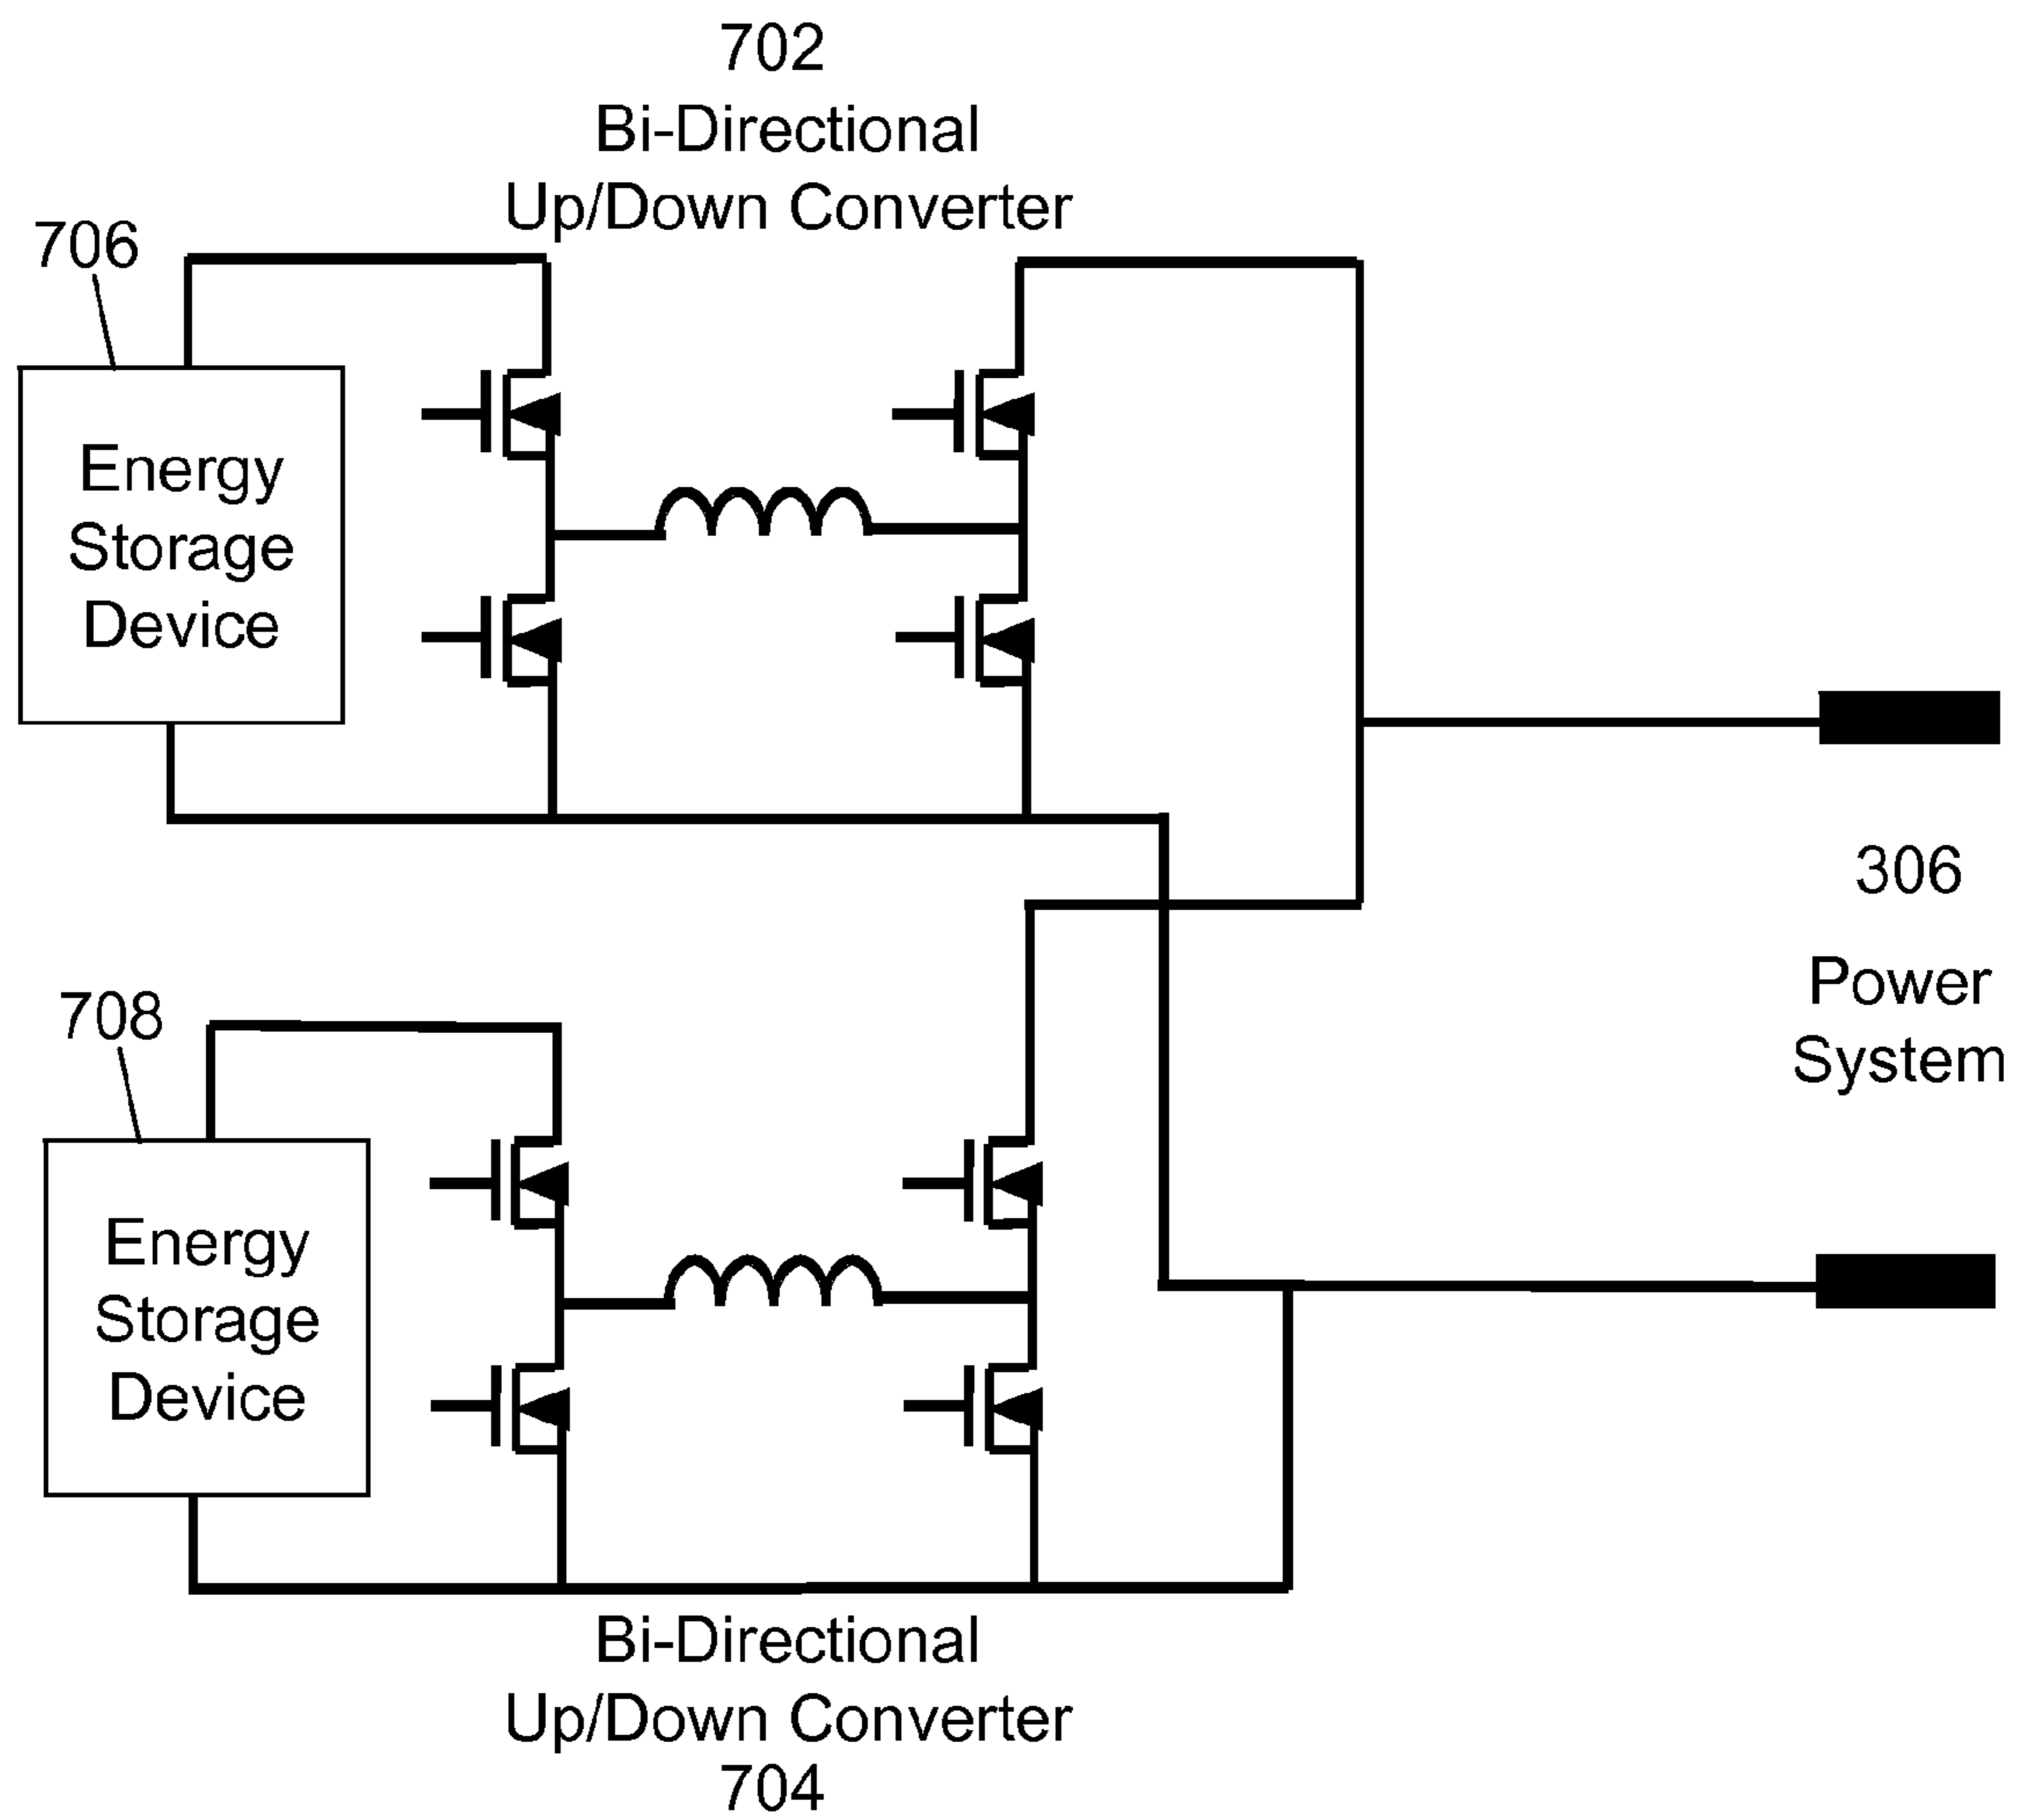 702
Bi-Directional
Up/Down Converter
706
Energy
Storage
Device
306
Power
System
708
Energy
Storage
Device
Bi-Directional
Up/Down Converter
704